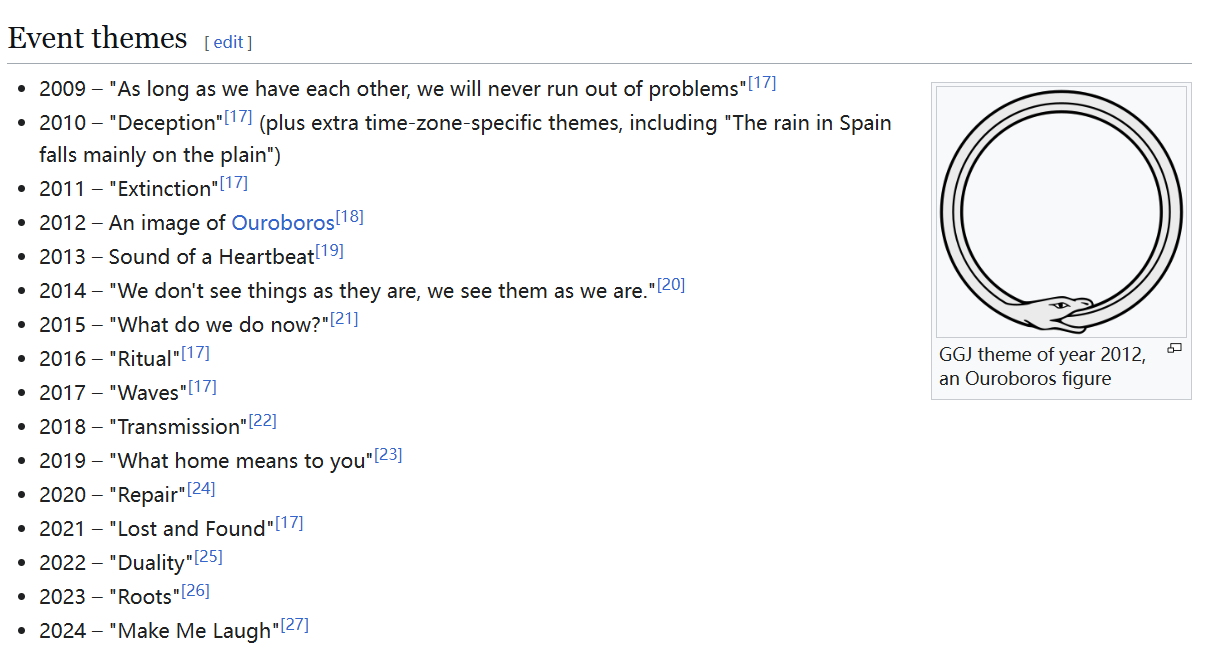 Event themes [ edit ]
• 2009 – "As long as we have each other, we will never run out of problems"[17]
• 2010 – "Deception"[17] (plus extra time-zone-specific themes, including "The rain in Spain
falls mainly on the plain")
• 2011 – "Extinction"[17]
• 2012 – An image of Ouroboros[18]
• 2013 – Sound of a Heartbeat[19]
• 2014 – "We don't see things as they are, we see them as we are."[20]
• 2015 – "What do we do now?"[21]
• 2016 – "Ritual"[17]
• 2017 – "Waves"[17]
• 2018 – "Transmission"[22]
• 2019 – "What home means to you"[23]
• 2020 – "Repair"[24]
• 2021 – "Lost and Found"[17]
• 2022 – "Duality"[25]
• 2023 – "Roots"[26]
• 2024 – "Make Me Laugh"[27]
GGJ theme of year 2012,
an Ouroboros figure